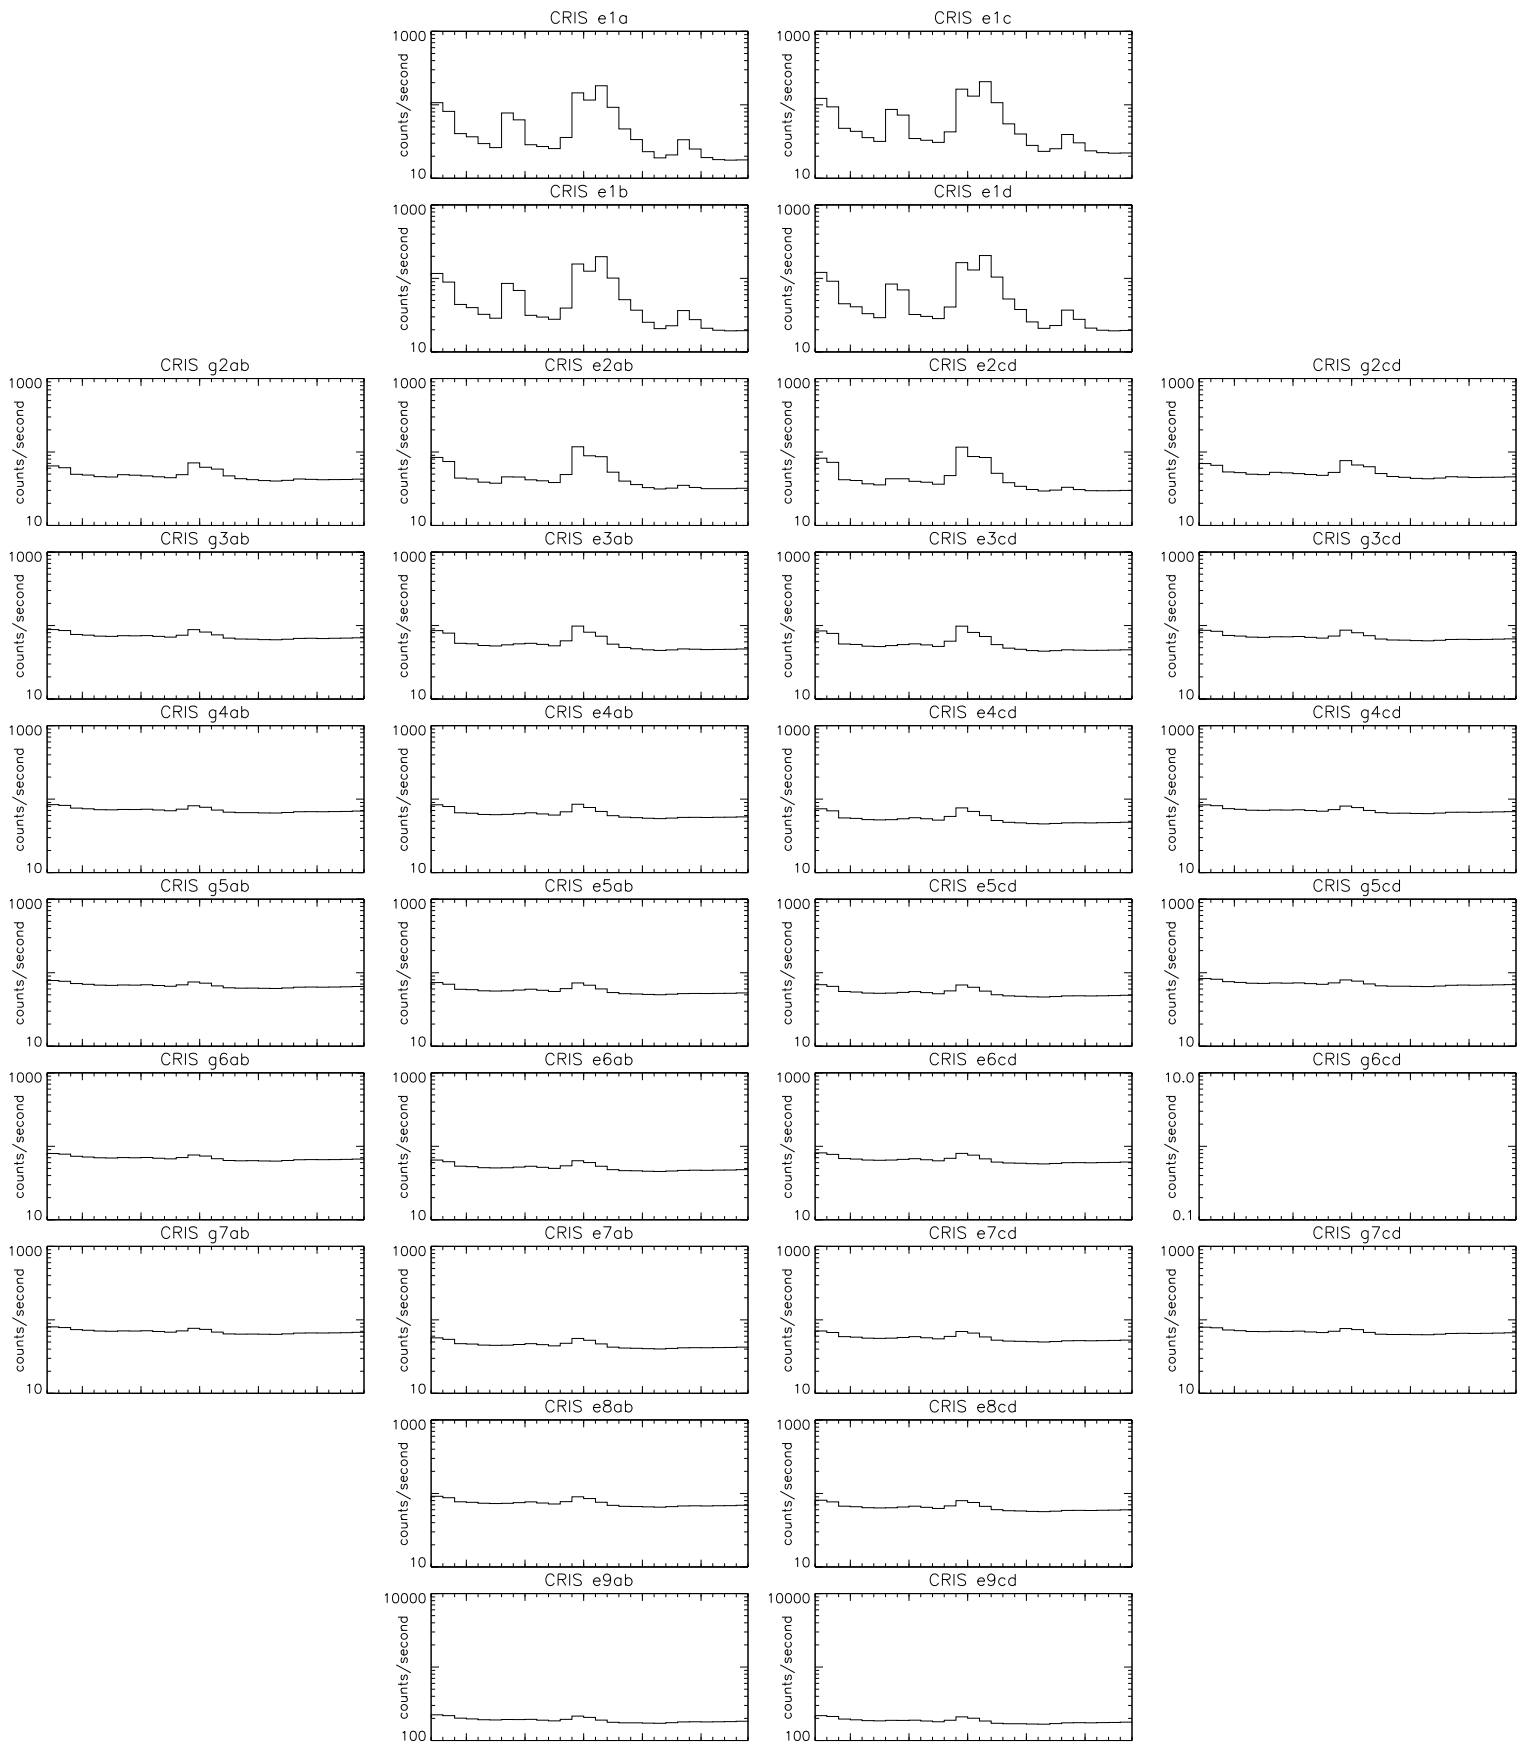 CRIS e1a
1000
counts/second
10
CRIS e1c
1000
counts/second
10
CRIS e1b
1000
counts/second
10
CRIS e1d
1000
counts/second
10
CRIS g2ab
1000
counts/second
10
CRIS e2ab
1000
counts/second
10
CRIS e2cd
1000
counts/second
10
CRIS g2cd
1000
counts/second
10
CRIS g3ab
1000
counts/second
10
CRIS e3ab
1000
counts/second
10
CRIS e3cd
1000
counts/second
10
CRIS g3cd
1000
counts/second
10
CRIS g4ab
1000
counts/second
10
CRIS e4ab
1000
counts/second
10
CRIS e4cd
1000
counts/second
10
CRIS g4cd
1000
counts/second
10
CRIS g5ab
1000
counts/second
10
CRIS e5ab
1000
counts/second
10
CRIS e5cd
1000
counts/second
10
CRIS g5cd
1000
counts/second
10
CRIS g6ab
1000
counts/second
10
CRIS e6ab
1000
counts/second
10
CRIS e6cd
1000
counts/second
10
CRIS g6cd
10.0
counts/second
0.1
CRIS g7ab
1000
counts/second
10
CRIS e7ab
1000
counts/second
10
CRIS e7cd
1000
counts/second
10
CRIS g7cd
1000
counts/second
10
CRIS e8ab
1000
counts/second
10
CRIS e8cd
1000
counts/second
10
CRIS e9ab
10000
counts/second
100
CRIS e9cd
10000
counts/second
100